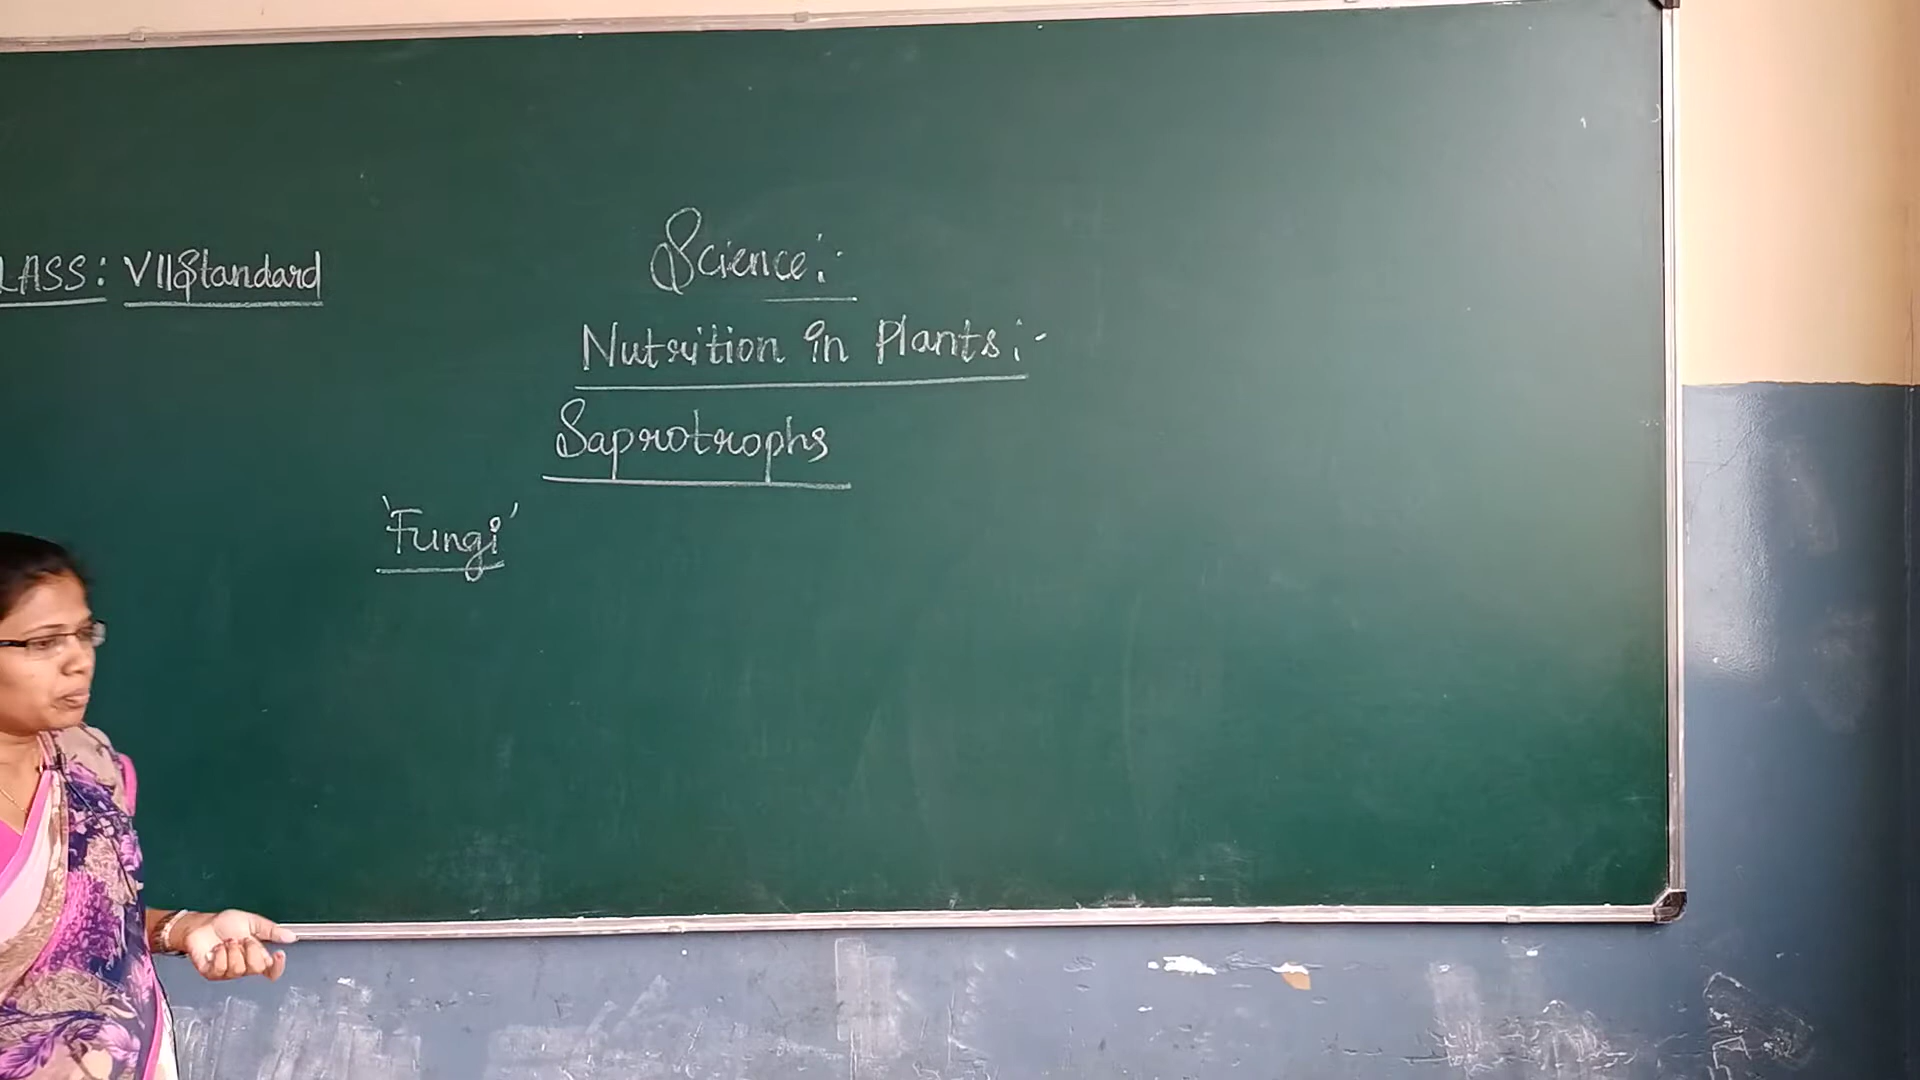 LASS: VII Standard
Science:-
Nutrition in Plants:-
Saprotrophs
'Fungi'